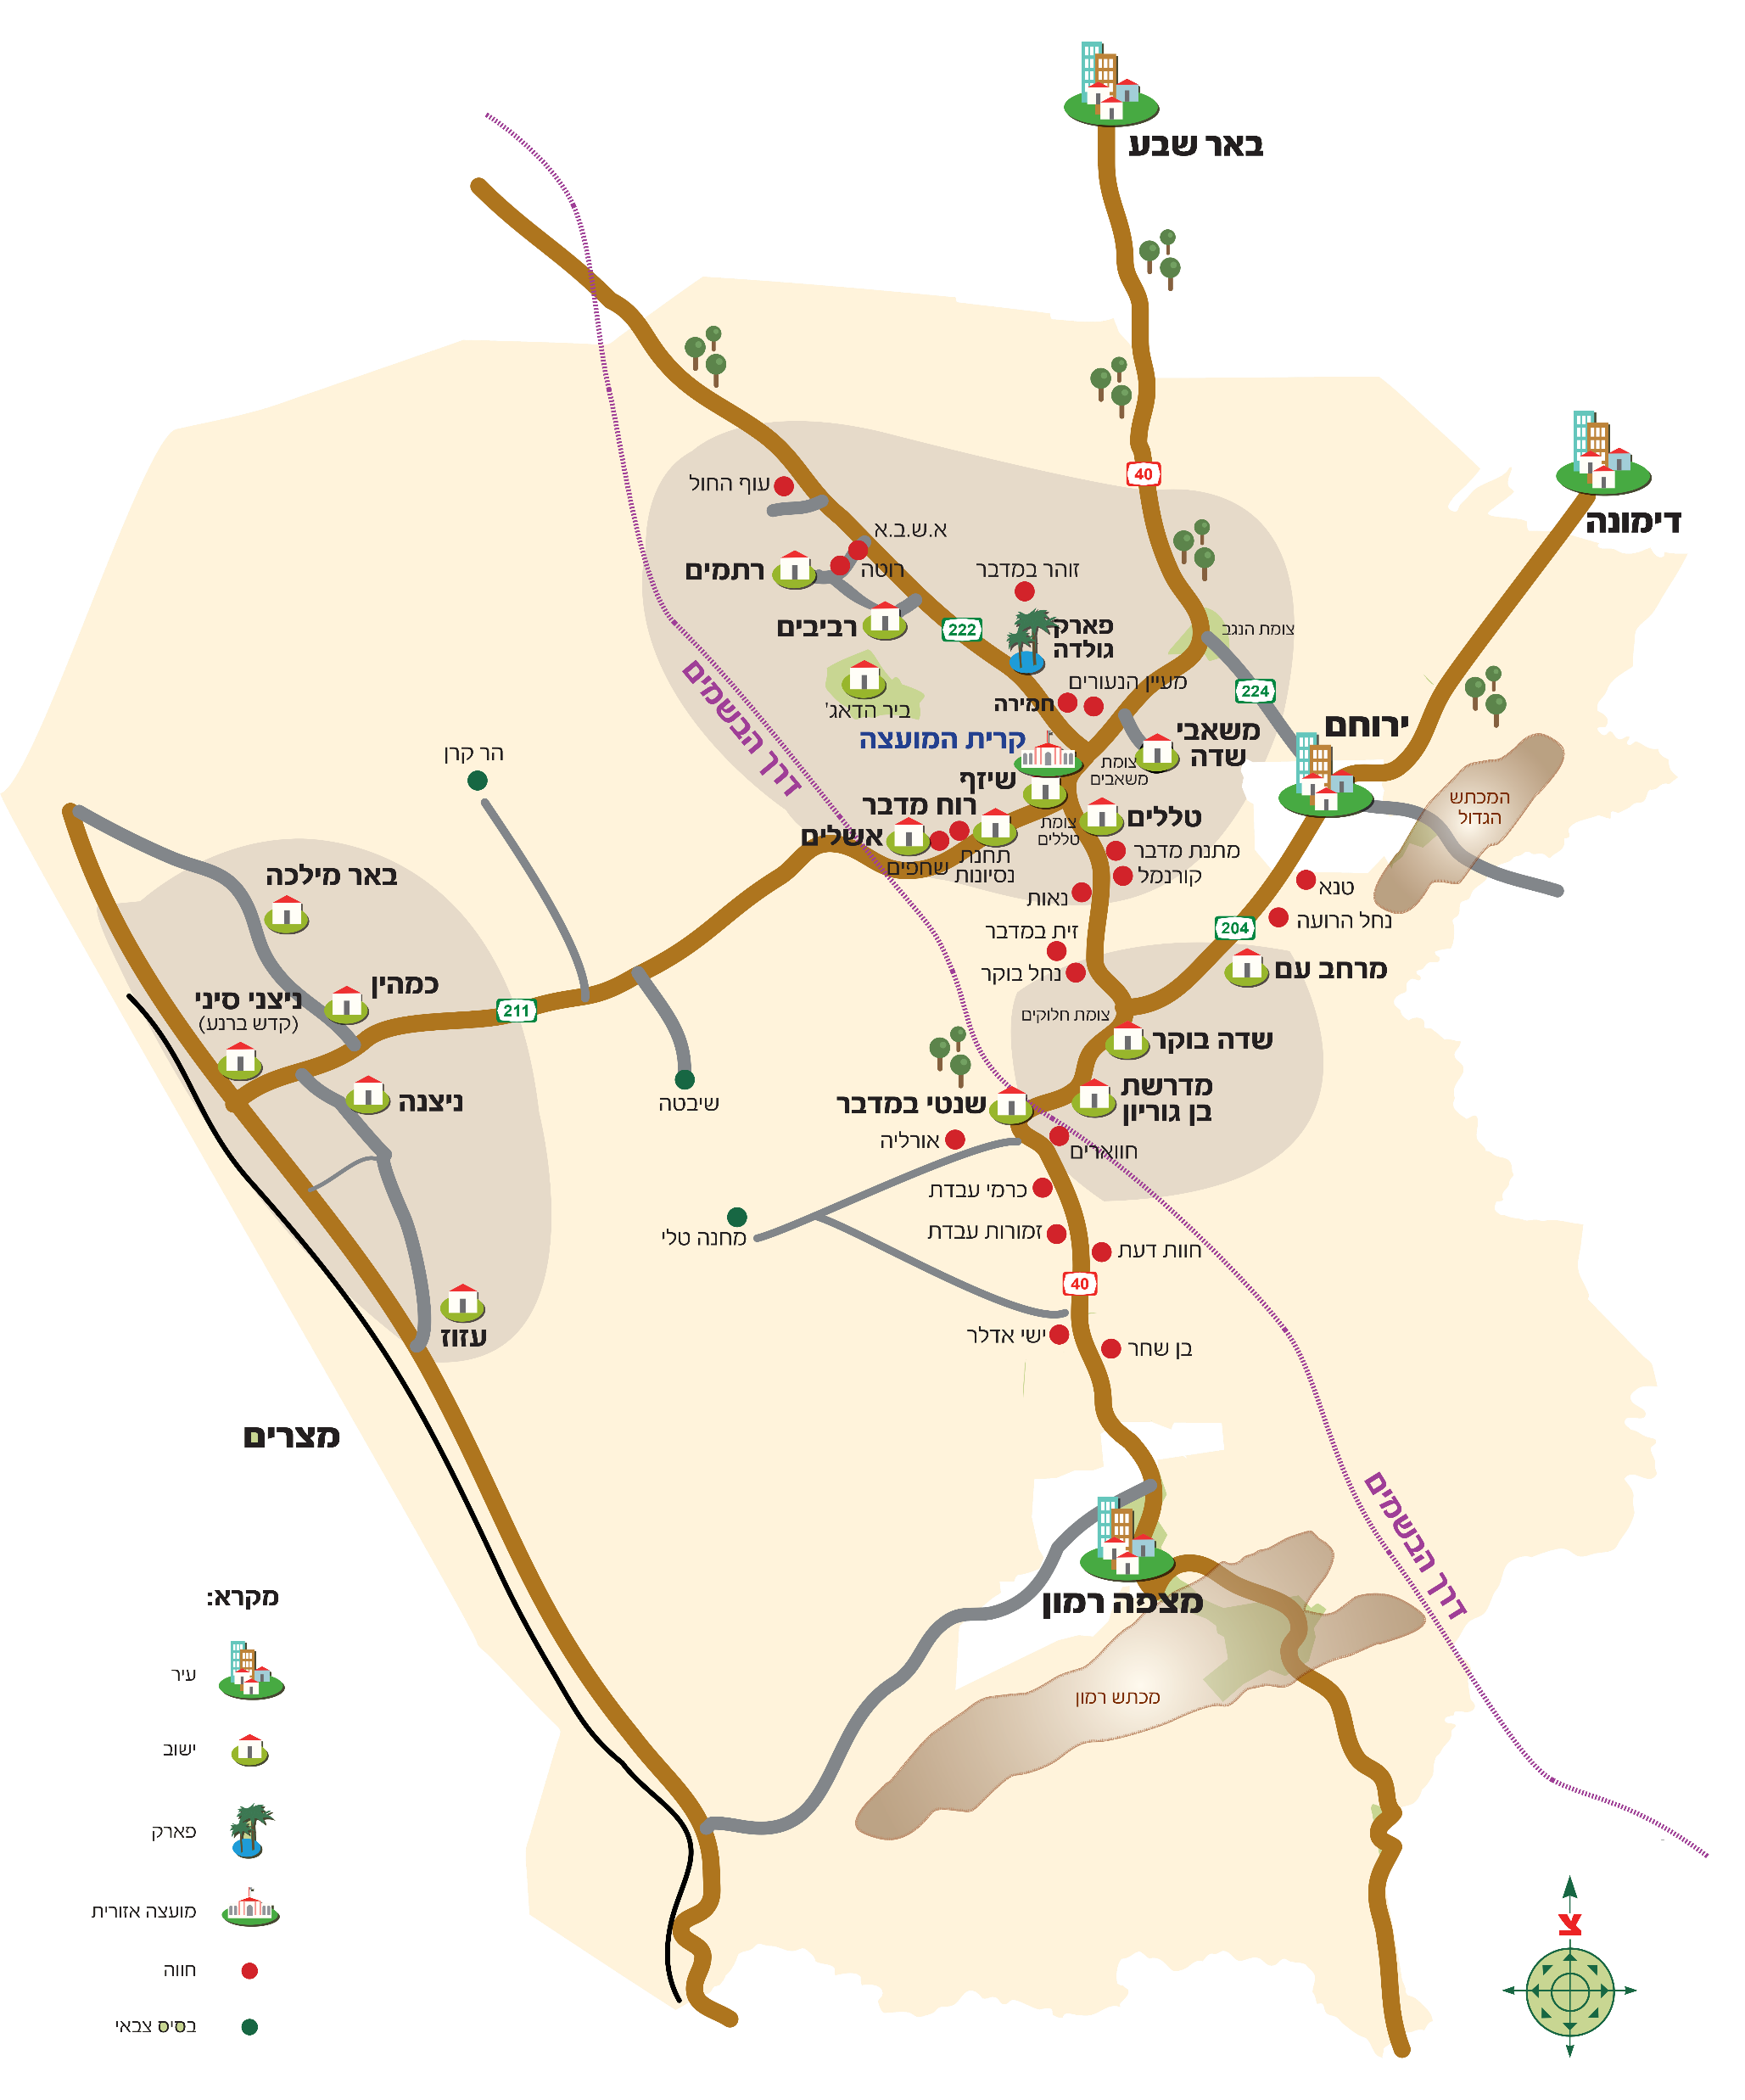 באר שבע
דימונה
40
עוף החול
א.ש.ב.א
רוטה
רתמים
זוהר במדבר
רביבים
222
פארק
גולדה
צומת הנגב
224
מעיין הנעורים
חמירה
ביר הדאג'
דרך הבשמים
קרית המועצה
משאבי
שדה
ירוחם
צומת
משאבים
שיזף
הר קרן
המכתש
הגדול
רוח מדבר
אשלים
טללים
צומת
טללים
תחנת
נסיונות
שחפים
מתנת מדבר
קורנמל
נאות
טנא
נחל הרועה
204
באר מילכה
זית במדבר
נחל בוקר
מרחב עם
כמהין
ניצני סיני
(קדש ברנע)
211
צומת חלוקים
שדה בוקר
ניצנה
שיבטה
שנטי במדבר
מדרשת
בן גוריון
אורליה
חווארים
כרמי עבדת
זמורות עבדת
מחנה טלי
חוות דעת
40
עזוז
ישי אדלר
בן שחר
מצרים
דרך הבשמים
מצפה רמון
מכתש רמון
מקרא:
עיר
ישוב
פארק
מועצה אזורית
חווה
בסיס צבאי
צ